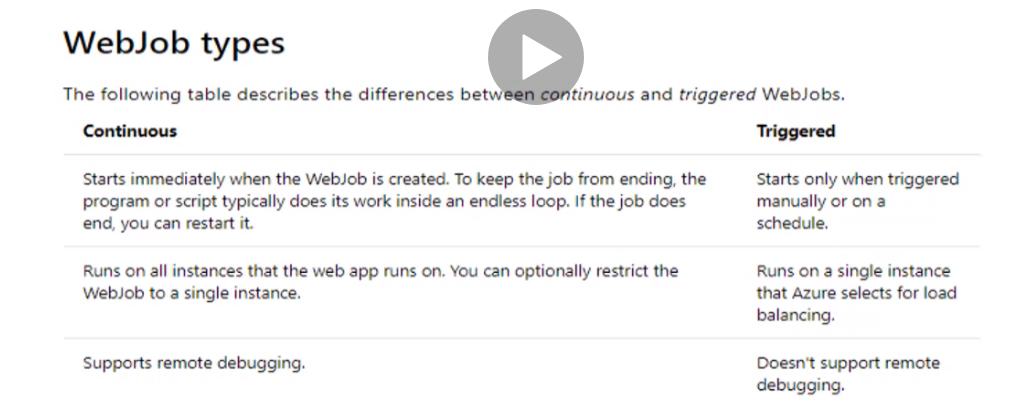 WebJob types
The following table describes the differences between continuous and triggered WebJobs.
Continuous
Triggered
Starts immediately when the WebJob is created. To keep the job from ending, the
program or script typically does its work inside an endless loop. If the job does
end, you can restart it.
Starts only when triggered
manually or on a
schedule.
Runs on all instances that the web app runs on. You can optionally restrict the
WebJob to a single instance.
Runs on a single instance
that Azure selects for load
balancing.
Supports remote debugging.
Doesn't support remote
debugging.